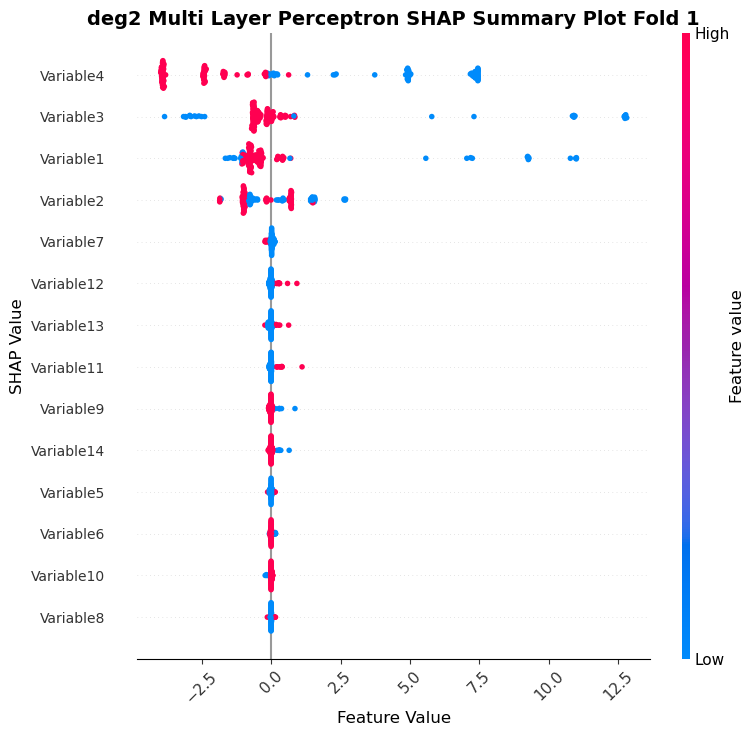 deg2 Multi Layer Perceptron SHAP Summary Plot Fold 1
High
Variable4
Variable3
Variable1
Variable2
Variable7
Variable12
Variable13
Variable11
Variable9
Variable14
Variable5
Variable6
Variable10
Variable8
SHAP Value
Feature value
Low
−2.5
0.0
2.5
5.0
7.5
10.0
12.5
Feature Value